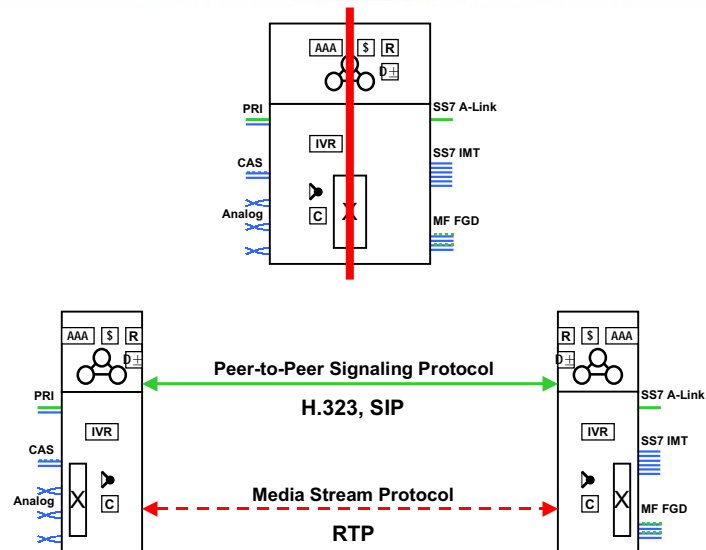 AAA $ R
D±
PRI SS7 A-Link
IVR
CAS SS7 IMT
Analog C X MF FGD
AAA $ R R $ AAA
D± D±
Peer-to-Peer Signaling Protocol
PRI SS7 A-Link
H.323, SIP
IVR IVR
CAS SS7 IMT
Media Stream Protocol
Analog X C C X MF FGD
RTP